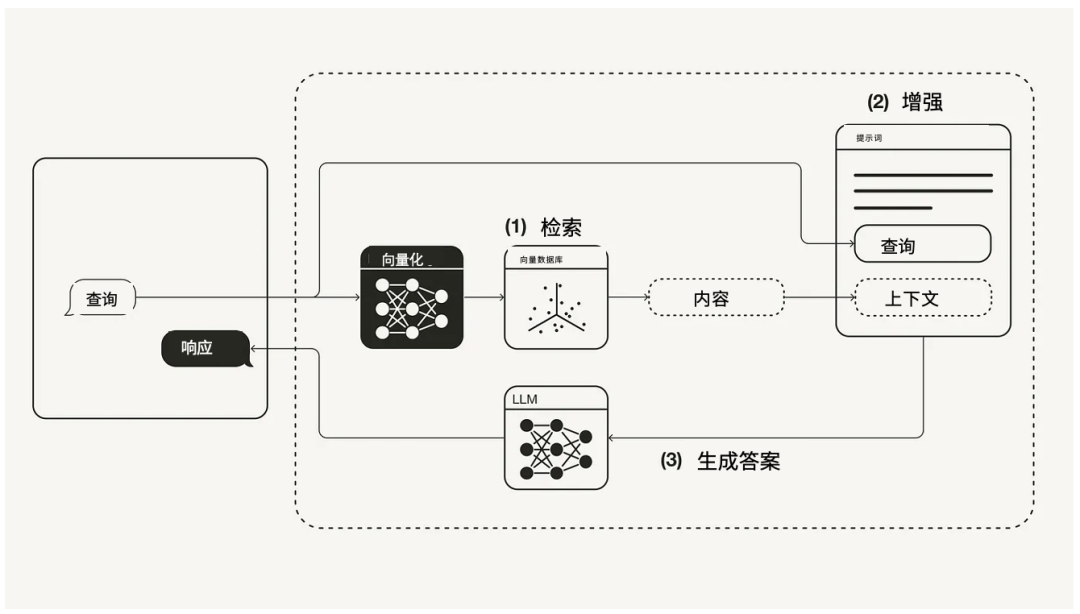 (2) 增强
提示词
查询
上下文
(1) 检索
向量化
向量数据库
内容
查询
响应
LLM
(3) 生成答案